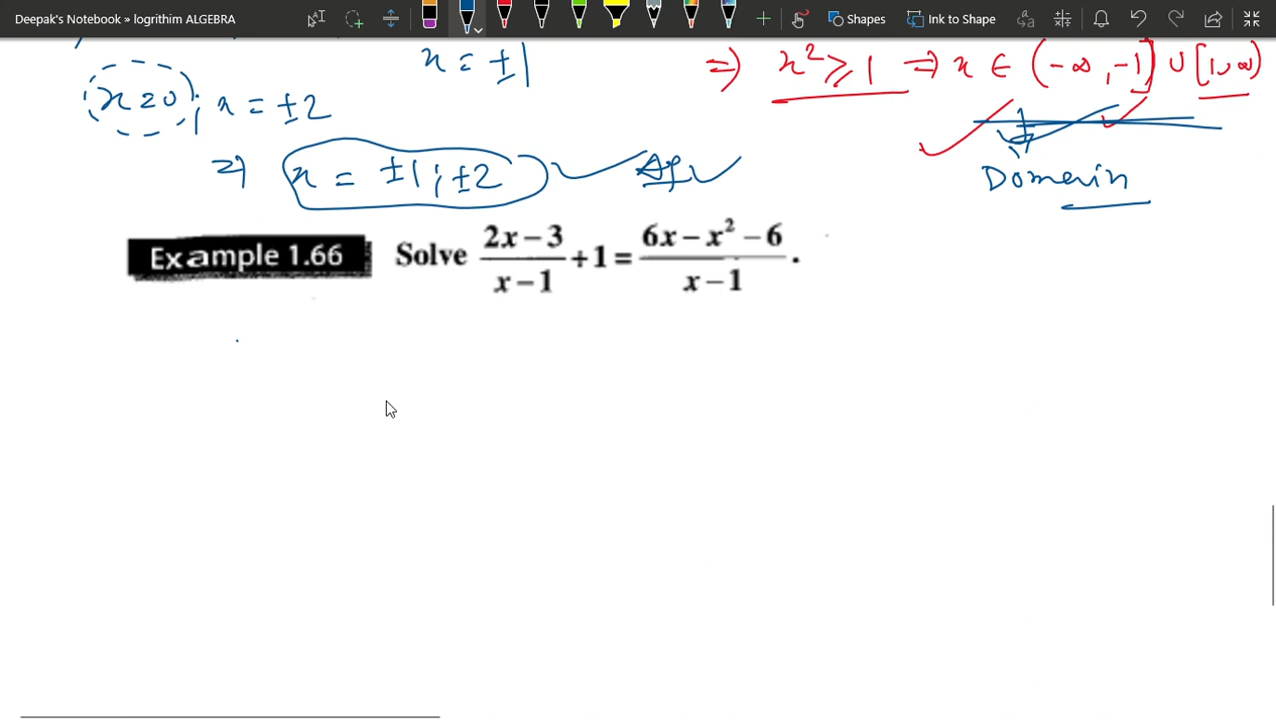 Deepak's Notebook » logrithim ALGEBRA
Shapes
Ink to Shape
x = ±1
=) x² ≥ 1 => x ∈ (-∞, -1] ∪ [1, ∞)
x=0; x = ±2
=) x = ±1; ±2
Domain
Example 1.66 Solve (2x − 3)/(x − 1) + 1 = (6x − x² − 6)/(x − 1).